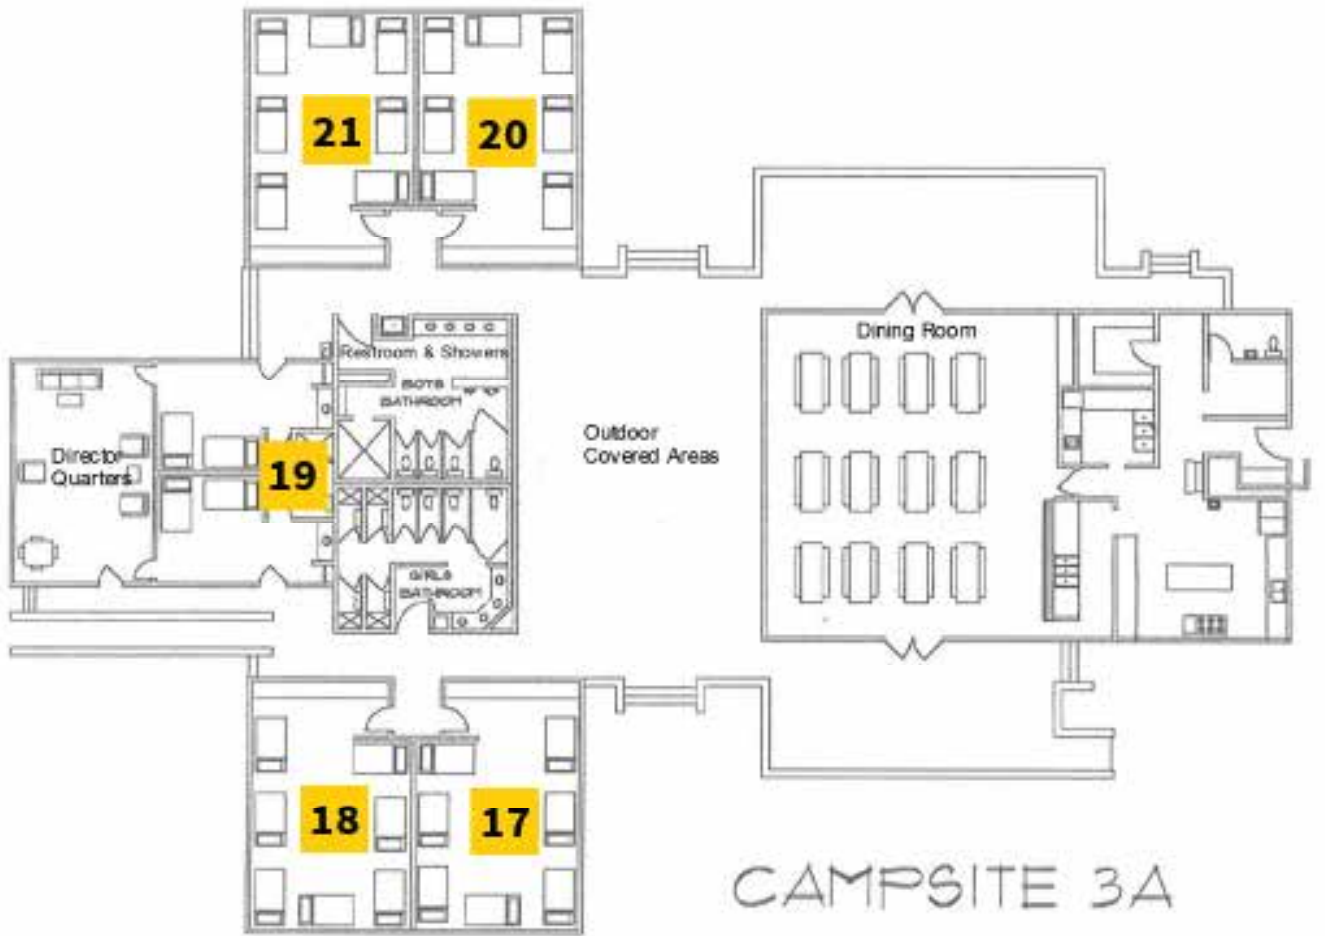 21
20
Dining Room
Restroom & Showers
BOYS
BATHROOM
Outdoor
Covered Areas
Director
Quarters
19
GIRLS
BATHROOM
18
17
CAMPSITE 3A